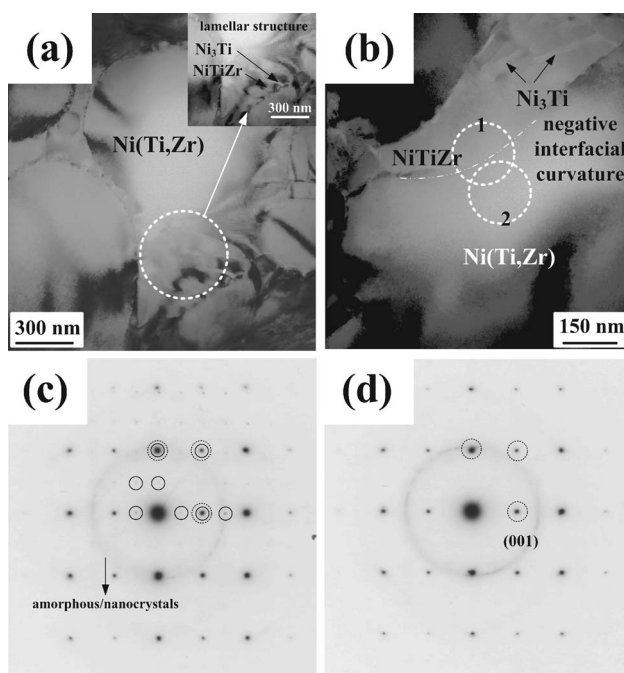 (a)
lamellar structure
Ni₃Ti
NiTiZr
300 nm
Ni(Ti,Zr)
300 nm
(b)
Ni₃Ti
1
negative
NiTiZr
interfacial
curvature
2
Ni(Ti,Zr)
150 nm
(c)
amorphous/nanocrystals
(d)
(001)